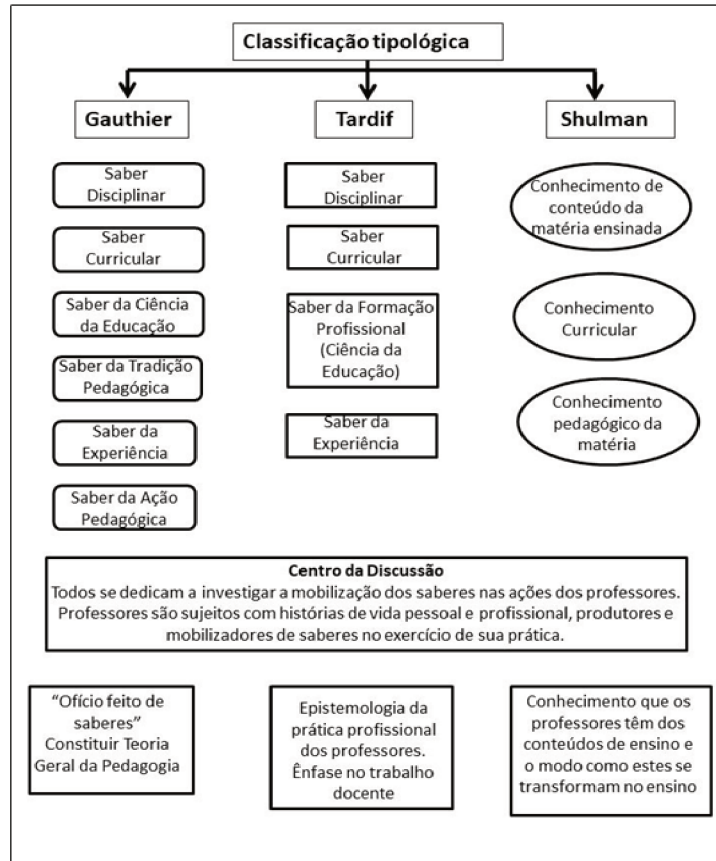 Classificação tipológica
Gauthier
Tardif
Shulman
Saber
Disciplinar
Saber
Curricular
Saber da Ciência
da Educação
Saber da Tradição
Pedagógica
Saber da
Experiência
Saber da Ação
Pedagógica
Saber
Disciplinar
Saber
Curricular
Saber da Formação
Profissional
(Ciência da
Educação)
Saber da
Experiência
Conhecimento de
conteúdo da
matéria ensinada
Conhecimento
Curricular
Conhecimento
pedagógico da
matéria
Centro da Discussão
Todos se dedicam a investigar a mobilização dos saberes nas ações dos professores.
Professores são sujeitos com histórias de vida pessoal e profissional, produtores e
mobilizadores de saberes no exercício de sua prática.
“Ofício feito de
saberes”
Constituir Teoria
Geral da Pedagogia
Epistemologia da
prática profissional
dos professores.
Ênfase no trabalho
docente
Conhecimento que os
professores têm dos
conteúdos de ensino e
o modo como estes se
transformam no ensino